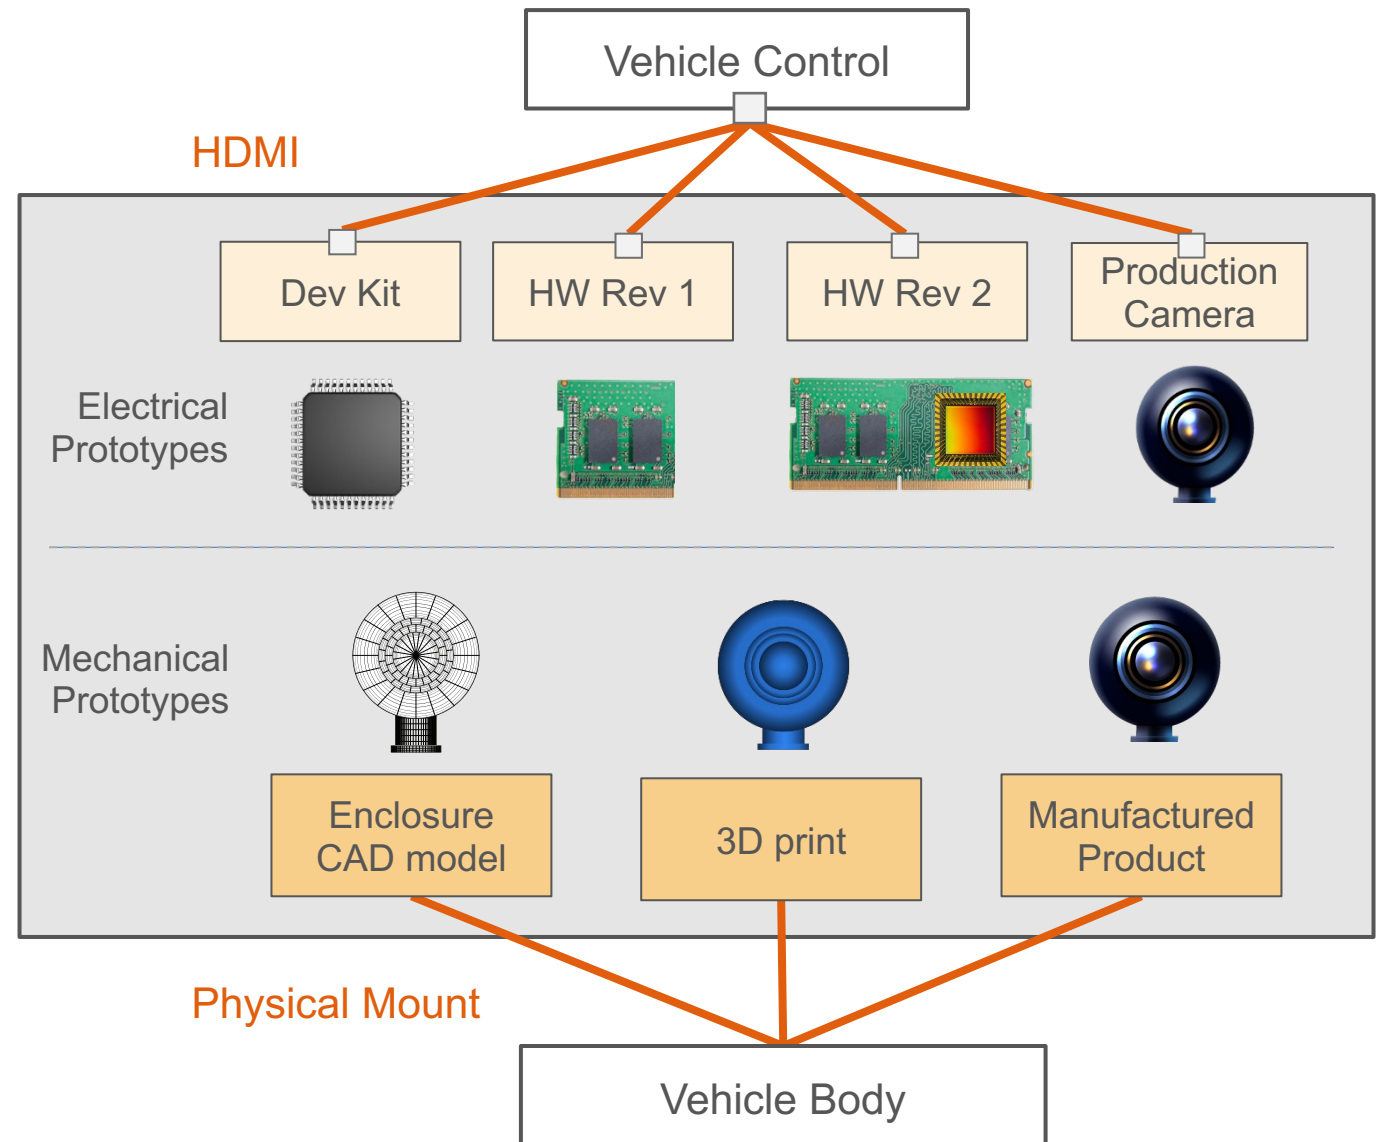 Vehicle Control
HDMI
Dev Kit
HW Rev 1
HW Rev 2
Production
Camera
Electrical
Prototypes
Mechanical
Prototypes
Enclosure
CAD model
3D print
Manufactured
Product
Physical Mount
Vehicle Body